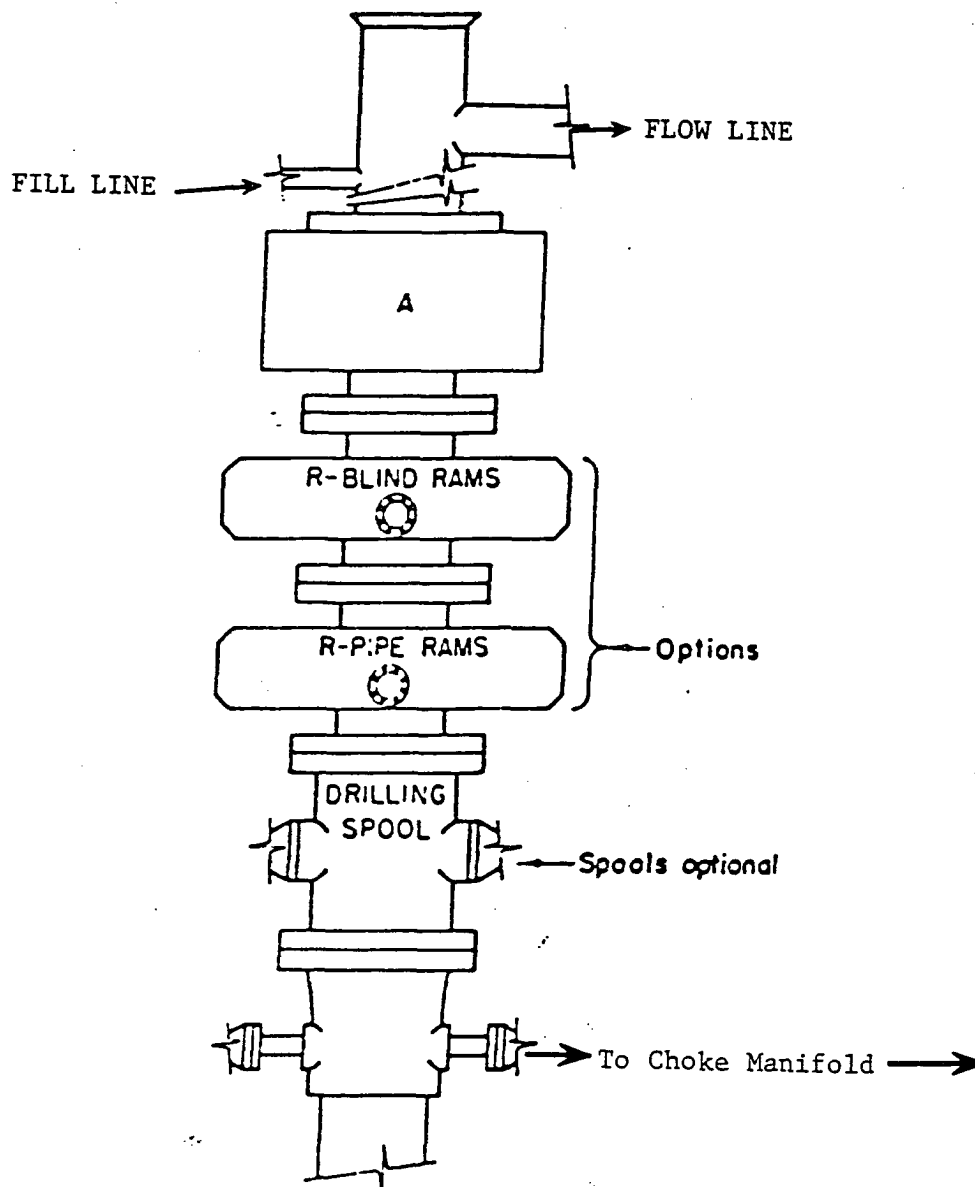 FLOW LINE
FILL LINE
A
R-BLIND RAMS
R-PIPE RAMS
Options
DRILLING
SPOOL
Spools optional
To Choke Manifold